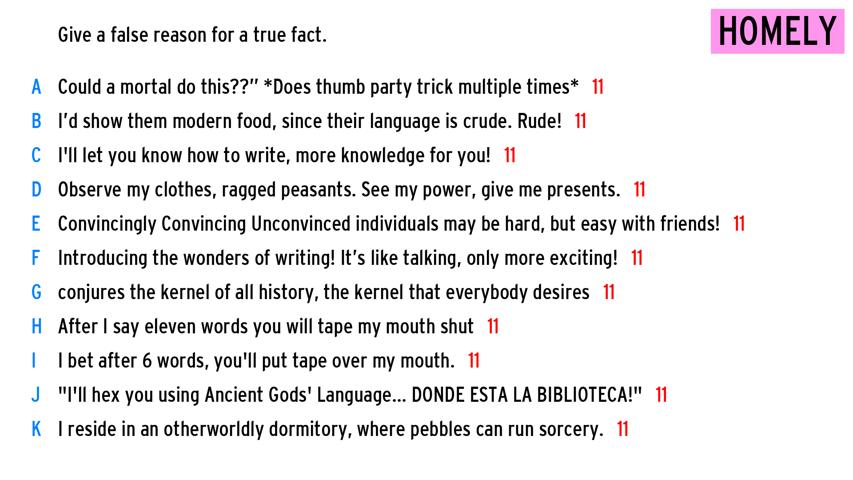 Give a false reason for a true fact.
HOMELY
A Could a mortal do this??” *Does thumb party trick multiple times* 11
B I’d show them modern food, since their language is crude. Rude! 11
C I'll let you know how to write, more knowledge for you! 11
D Observe my clothes, ragged peasants. See my power, give me presents. 11
E Convincingly Convincing Unconvinced individuals may be hard, but easy with friends! 11
F Introducing the wonders of writing! It’s like talking, only more exciting! 11
G conjures the kernel of all history, the kernel that everybody desires 11
H After I say eleven words you will tape my mouth shut 11
I I bet after 6 words, you'll put tape over my mouth. 11
J "I'll hex you using Ancient Gods' Language... DONDE ESTA LA BIBLIOTECA!" 11
K I reside in an otherworldly dormitory, where pebbles can run sorcery. 11